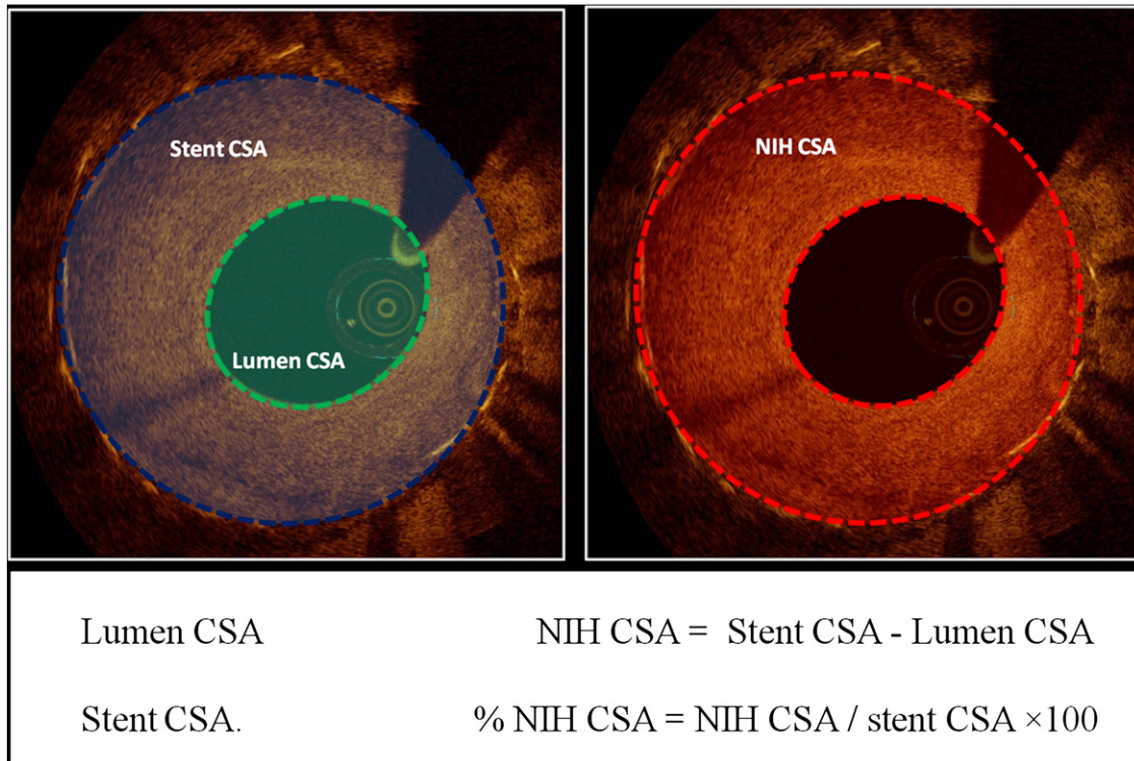 Stent CSA
Lumen CSA
NIH CSA
Lumen CSA
NIH CSA = Stent CSA - Lumen CSA
Stent CSA.
% NIH CSA = NIH CSA / stent CSA ×100